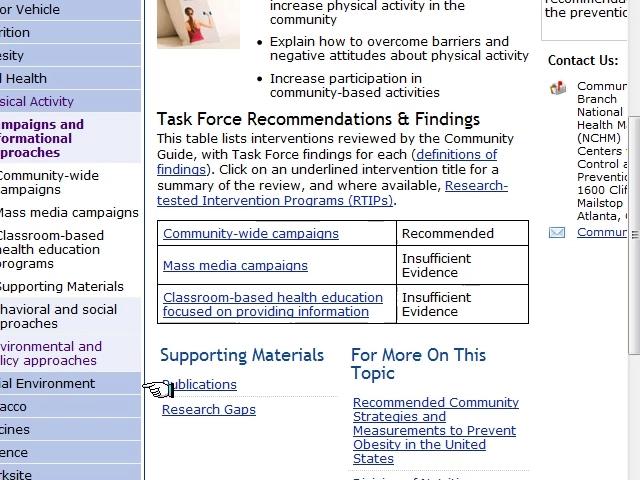 or Vehicle
rition
esity
l Health
sical Activity
mpaigns and
formational
proaches
Community-wide
ampaigns
Mass media campaigns
Classroom-based
health education
programs
Supporting Materials
havioral and social
proaches
nvironmental and
licy approaches
ial Environment
acco
cines
ence
rksite
increase physical activity in the
community
• Explain how to overcome barriers and
negative attitudes about physical activity
• Increase participation in
community-based activities
Task Force Recommendations & Findings
This table lists interventions reviewed by the Community
Guide, with Task Force findings for each (definitions of
findings). Click on an underlined intervention title for a
summary of the review, and where available, Research-
tested Intervention Programs (RTIPs).
Community-wide campaigns Recommended
Mass media campaigns Insufficient
Evidence
Classroom-based health education
focused on providing information Insufficient
Evidence
Supporting Materials
Publications
Research Gaps
For More On This
Topic
Recommended Community
Strategies and
Measurements to Prevent
Obesity in the United
States
the preventio
Contact Us:
Commun
Branch
National
Health M
(NCHM)
Centers
Control a
Preventio
1600 Clif
Mailstop
Atlanta, G
Commun